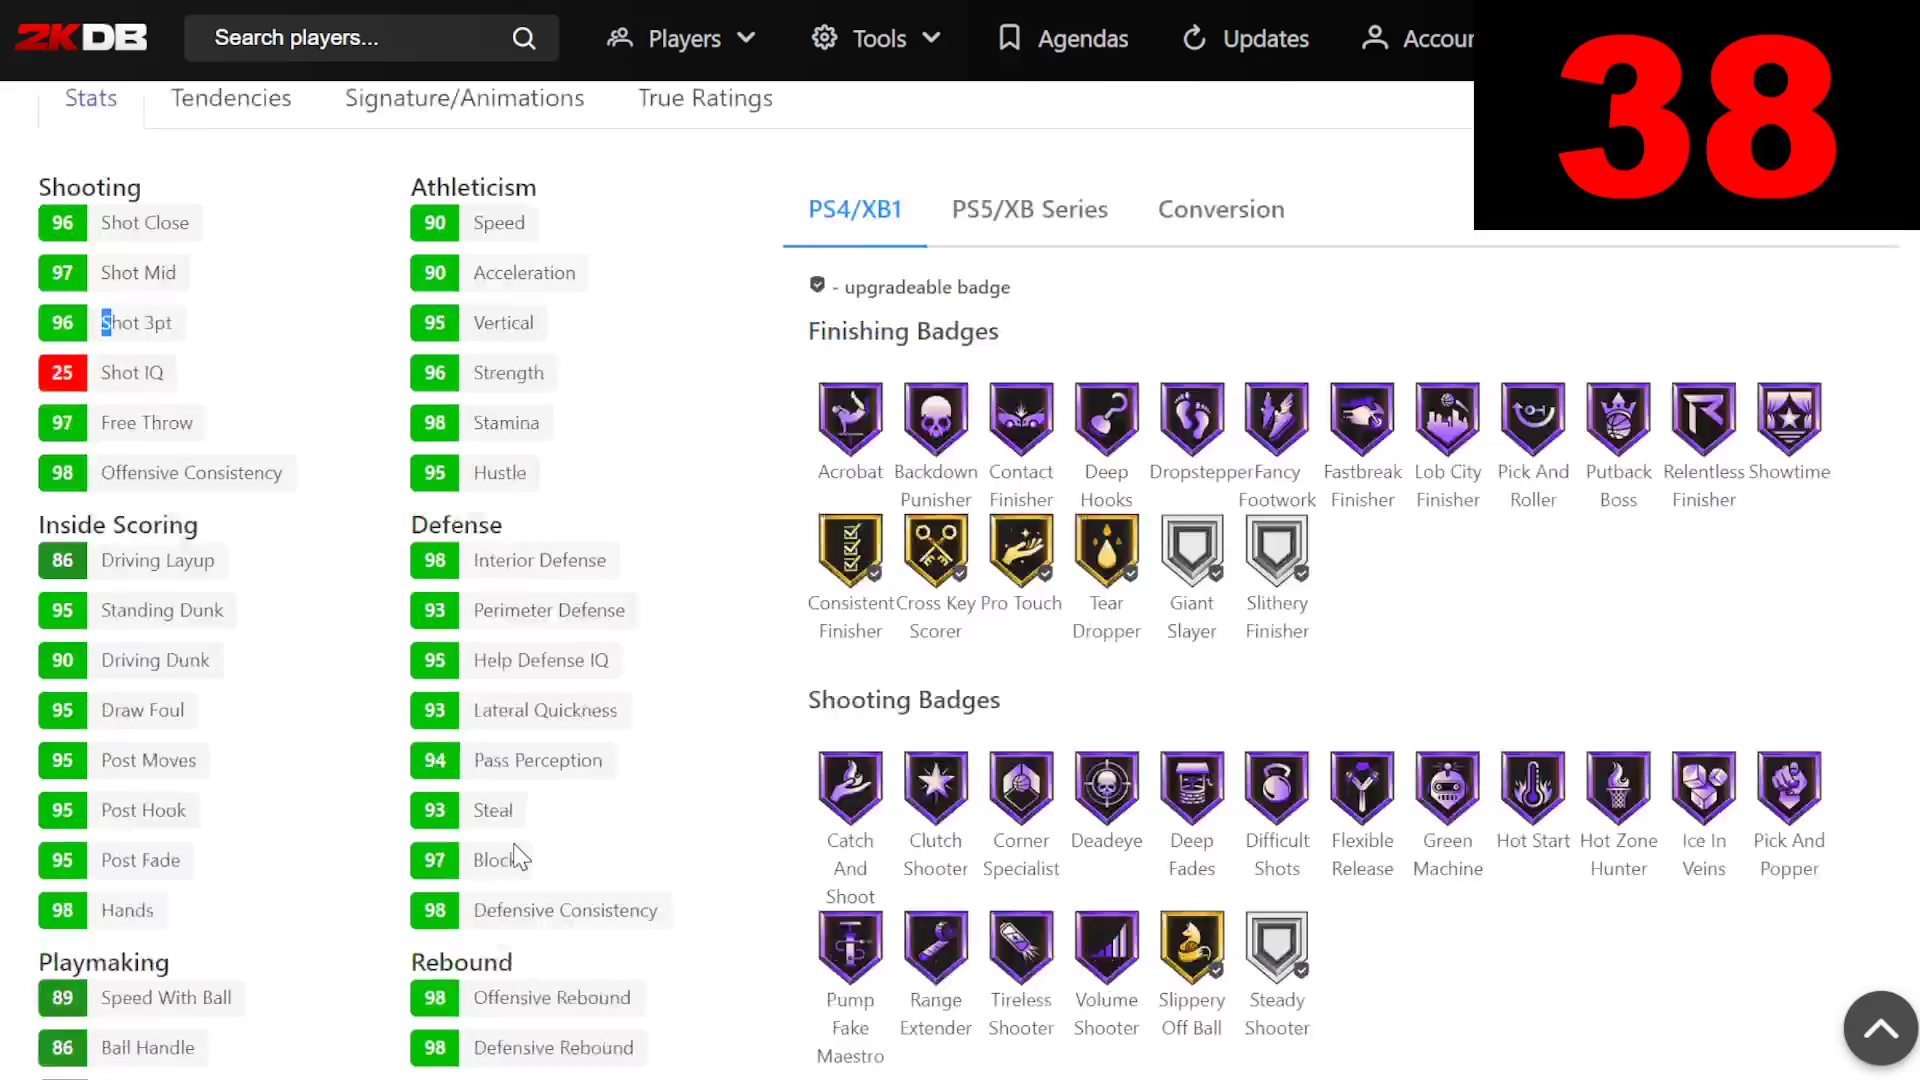 2KDB
Search players...
Players
Tools
Agendas
Updates
Accoun
38
Stats
Tendencies
Signature/Animations
True Ratings
Shooting
96 Shot Close
97 Shot Mid
96 Shot 3pt
25 Shot IQ
97 Free Throw
98 Offensive Consistency
Inside Scoring
86 Driving Layup
95 Standing Dunk
90 Driving Dunk
95 Draw Foul
95 Post Moves
95 Post Hook
95 Post Fade
98 Hands
Playmaking
89 Speed With Ball
86 Ball Handle
Athleticism
90 Speed
90 Acceleration
95 Vertical
96 Strength
98 Stamina
95 Hustle
Defense
98 Interior Defense
93 Perimeter Defense
95 Help Defense IQ
93 Lateral Quickness
94 Pass Perception
93 Steal
97 Block
98 Defensive Consistency
Rebound
98 Offensive Rebound
98 Defensive Rebound
PS4/XB1
PS5/XB Series
Conversion
- upgradeable badge
Finishing Badges
Acrobat
Backdown
Punisher
Contact
Finisher
Deep
Hooks
Dropstepper
Fancy
Footwork
Fastbreak
Finisher
Lob City
Finisher
Pick And
Roller
Putback
Boss
Relentless
Finisher
Showtime
Consistent
Finisher
Cross Key
Scorer
Pro Touch
Tear
Dropper
Giant
Slayer
Slithery
Finisher
Shooting Badges
Catch
And
Shoot
Clutch
Shooter
Corner
Specialist
Deadeye
Deep
Fades
Difficult
Shots
Flexible
Release
Green
Machine
Hot Start
Hot Zone
Hunter
Ice In
Veins
Pick And
Popper
Pump
Fake
Maestro
Range
Extender
Tireless
Shooter
Volume
Shooter
Slippery
Off Ball
Steady
Shooter